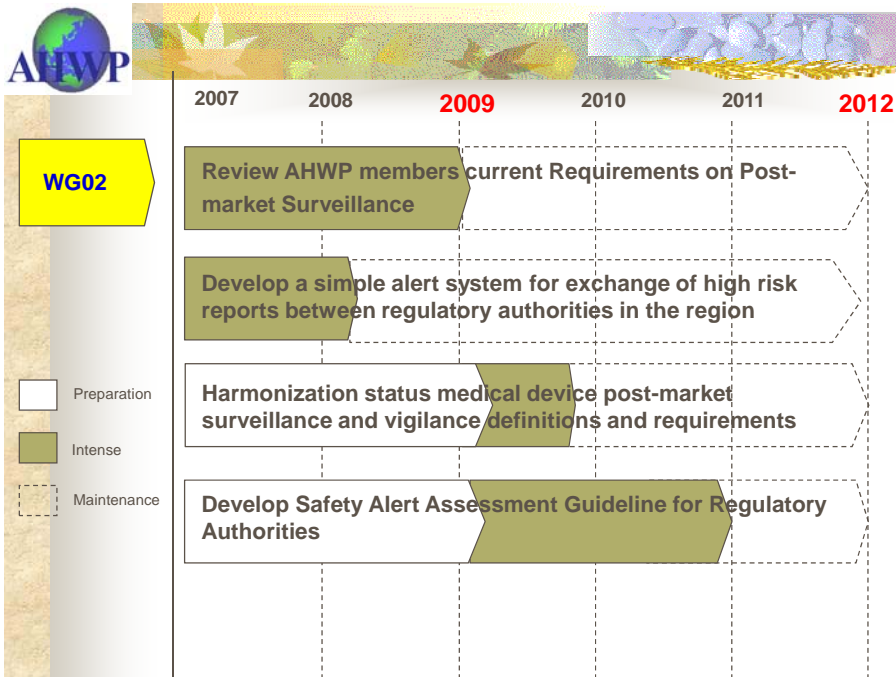 AHWP
2007 2008 2009 2010 2011 2012
WG02
Review AHWP members current Requirements on Post-
market Surveillance
Develop a simple alert system for exchange of high risk
reports between regulatory authorities in the region
Preparation
Harmonization status medical device post-market
surveillance and vigilance definitions and requirements
Intense
Maintenance
Develop Safety Alert Assessment Guideline for Regulatory
Authorities